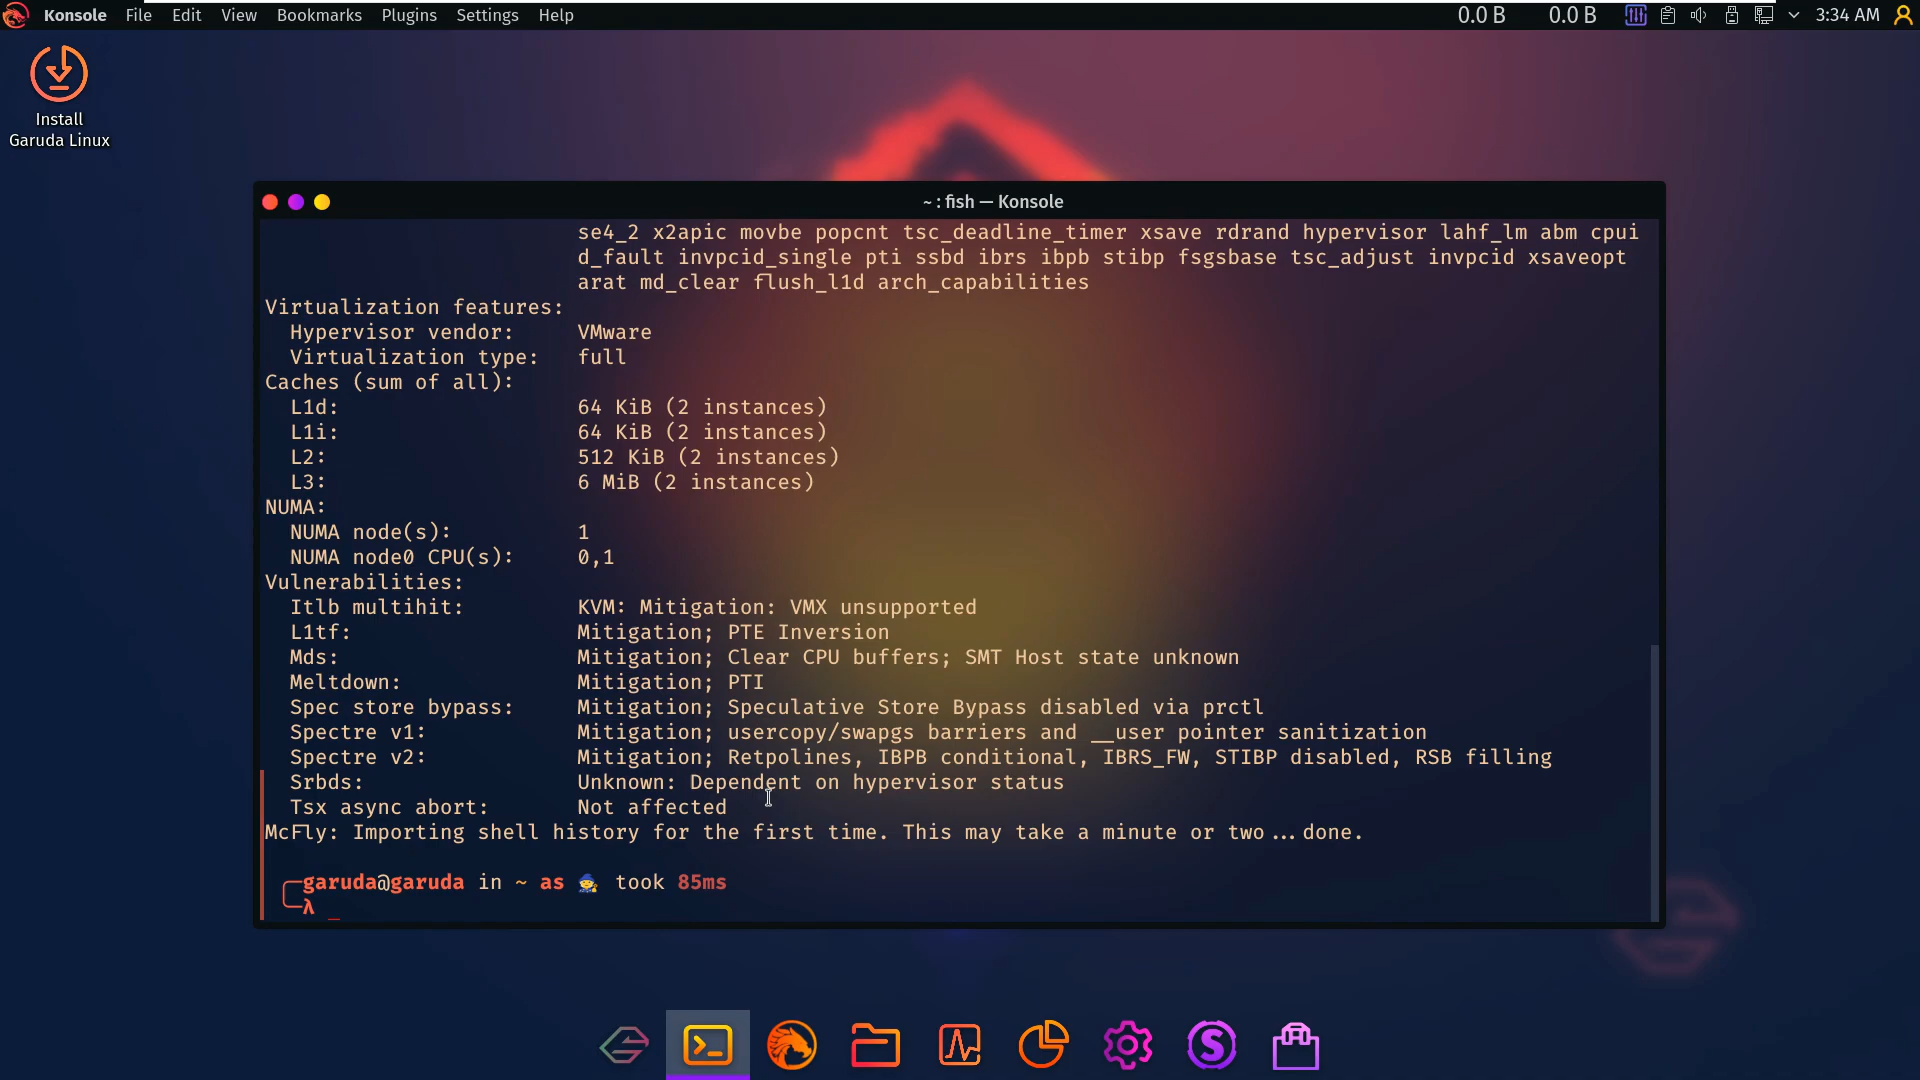 Konsole File Edit View Bookmarks Plugins Settings Help 0.0 B 0.0 B 3:34 AM
Install
Garuda Linux
~ : fish — Konsole
se4_2 x2apic movbe popcnt tsc_deadline_timer xsave rdrand hypervisor lahf_lm abm cpui
d_fault invpcid_single pti ssbd ibrs ibpb stibp fsgsbase tsc_adjust invpcid xsaveopt
arat md_clear flush_l1d arch_capabilities
Virtualization features:
Hypervisor vendor: VMware
Virtualization type: full
Caches (sum of all):
L1d: 64 KiB (2 instances)
L1i: 64 KiB (2 instances)
L2: 512 KiB (2 instances)
L3: 6 MiB (2 instances)
NUMA:
NUMA node(s): 1
NUMA node0 CPU(s): 0,1
Vulnerabilities:
Itlb multihit: KVM: Mitigation: VMX unsupported
L1tf: Mitigation; PTE Inversion
Mds: Mitigation; Clear CPU buffers; SMT Host state unknown
Meltdown: Mitigation; PTI
Spec store bypass: Mitigation; Speculative Store Bypass disabled via prctl
Spectre v1: Mitigation; usercopy/swapgs barriers and __user pointer sanitization
Spectre v2: Mitigation; Retpolines, IBPB conditional, IBRS_FW, STIBP disabled, RSB filling
Srbds: Unknown: Dependent on hypervisor status
Tsx async abort: Not affected
McFly: Importing shell history for the first time. This may take a minute or two...done.
╭─garuda@garuda in ~ as 🧙 took 85ms
╰─λ _